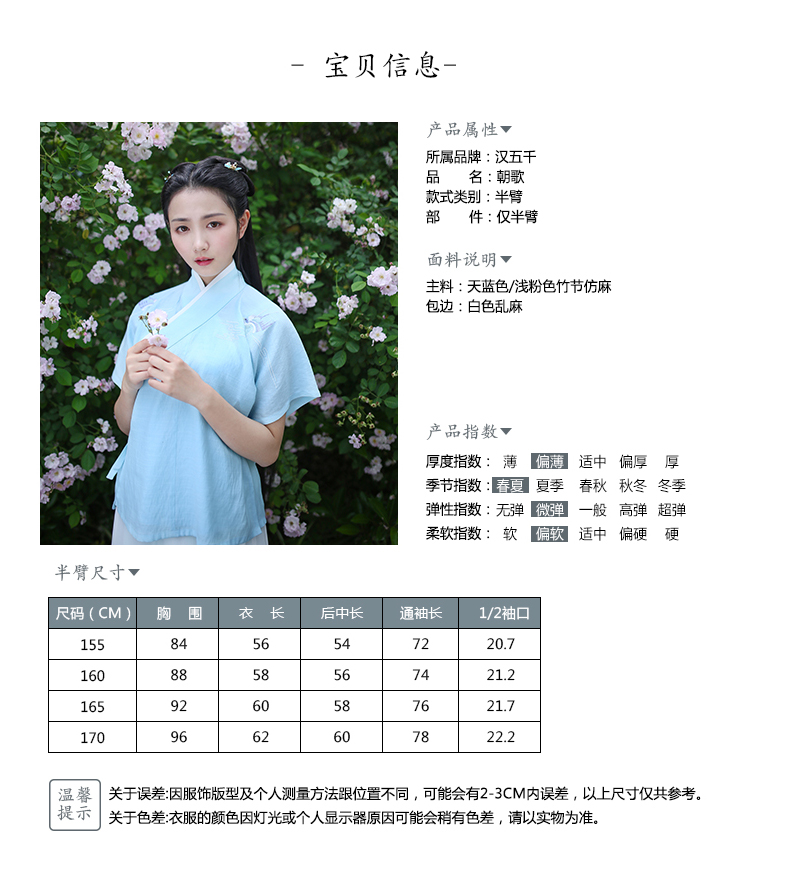 - 宝贝信息-
产品属性▼
所属品牌：汉五千
品　　名：朝歌
款式类别：半臂
部　　件：仅半臂
面料说明▼
主料：天蓝色/浅粉色竹节仿麻
包边：白色乱麻
产品指数▼
厚度指数： 薄 偏薄 适中 偏厚 厚
季节指数：春夏 夏季 春秋 秋冬 冬季
弹性指数：无弹 微弹 一般 高弹 超弹
柔软指数： 软 偏软 适中 偏硬 硬
半臂尺寸▼
尺码（CM） 胸 围 衣 长 后中长 通袖长 1/2袖口
155 84 56 54 72 20.7
160 88 58 56 74 21.2
165 92 60 58 76 21.7
170 96 62 60 78 22.2
温馨
提示
关于误差:因服饰版型及个人测量方法跟位置不同，可能会有2-3CM内误差，以上尺寸仅共参考。
关于色差:衣服的颜色因灯光或个人显示器原因可能会稍有色差，请以实物为准。